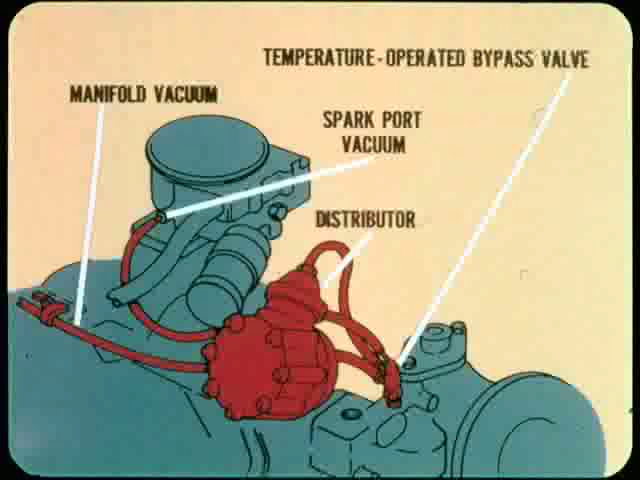 TEMPERATURE-OPERATED BYPASS VALVE
MANIFOLD VACUUM
SPARK PORT
VACUUM
DISTRIBUTOR